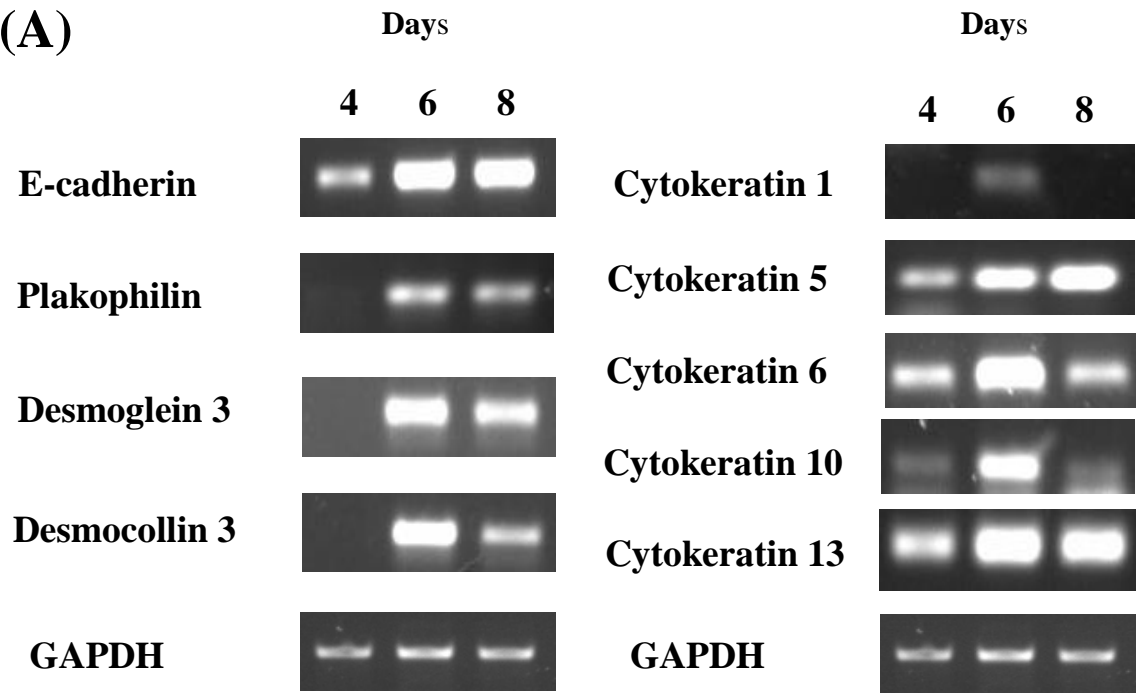 (A)
Days
4 6 8
E-cadherin
Plakophilin
Desmoglein 3
Desmocollin 3
GAPDH
Days
4 6 8
Cytokeratin 1
Cytokeratin 5
Cytokeratin 6
Cytokeratin 10
Cytokeratin 13
GAPDH